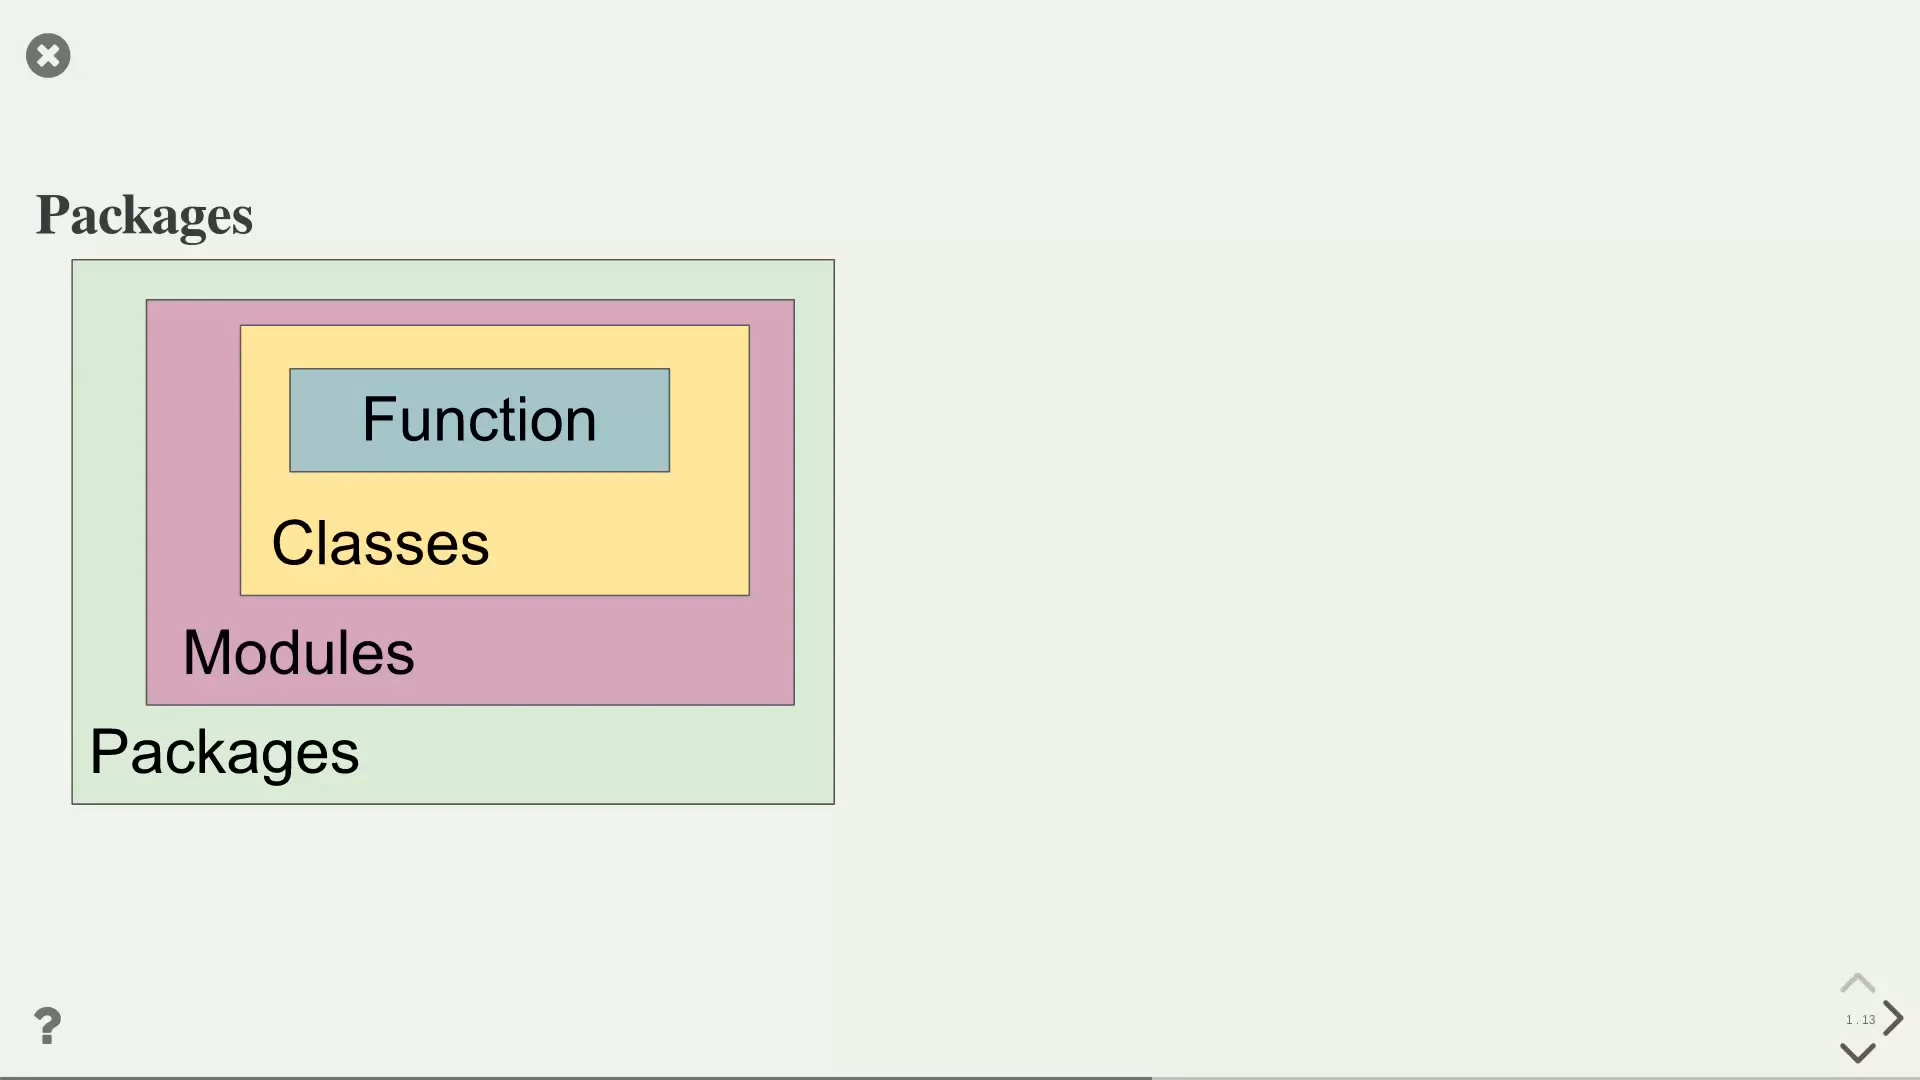 Packages
Function
Classes
Modules
Packages
?
1 . 13